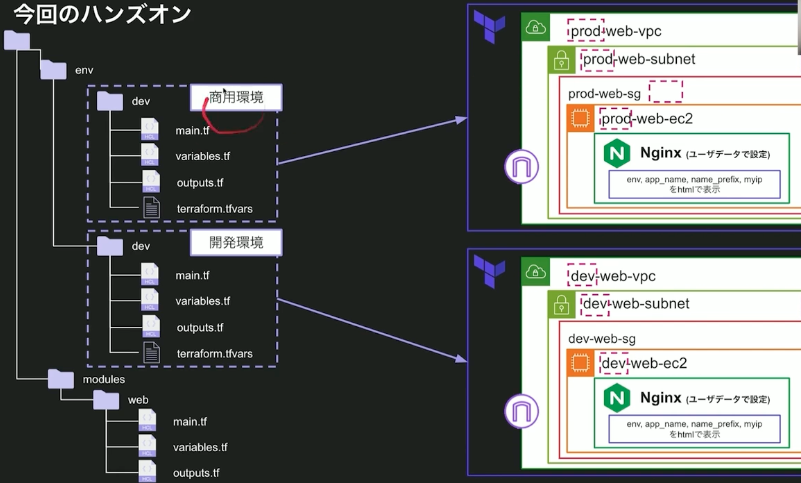 今回のハンズオン
env
dev
商用環境
main.tf
variables.tf
outputs.tf
terraform.tfvars
dev
開発環境
main.tf
variables.tf
outputs.tf
terraform.tfvars
modules
web
main.tf
variables.tf
outputs.tf
prod-web-vpc
prod-web-subnet
prod-web-sg
prod-web-ec2
N
Nginx (ユーザデータで設定)
env, app_name, name_prefix, myip
をhtmlで表示
dev-web-vpc
dev-web-subnet
dev-web-sg
dev-web-ec2
N
Nginx (ユーザデータで設定)
env, app_name, name_prefix, myip
をhtmlで表示